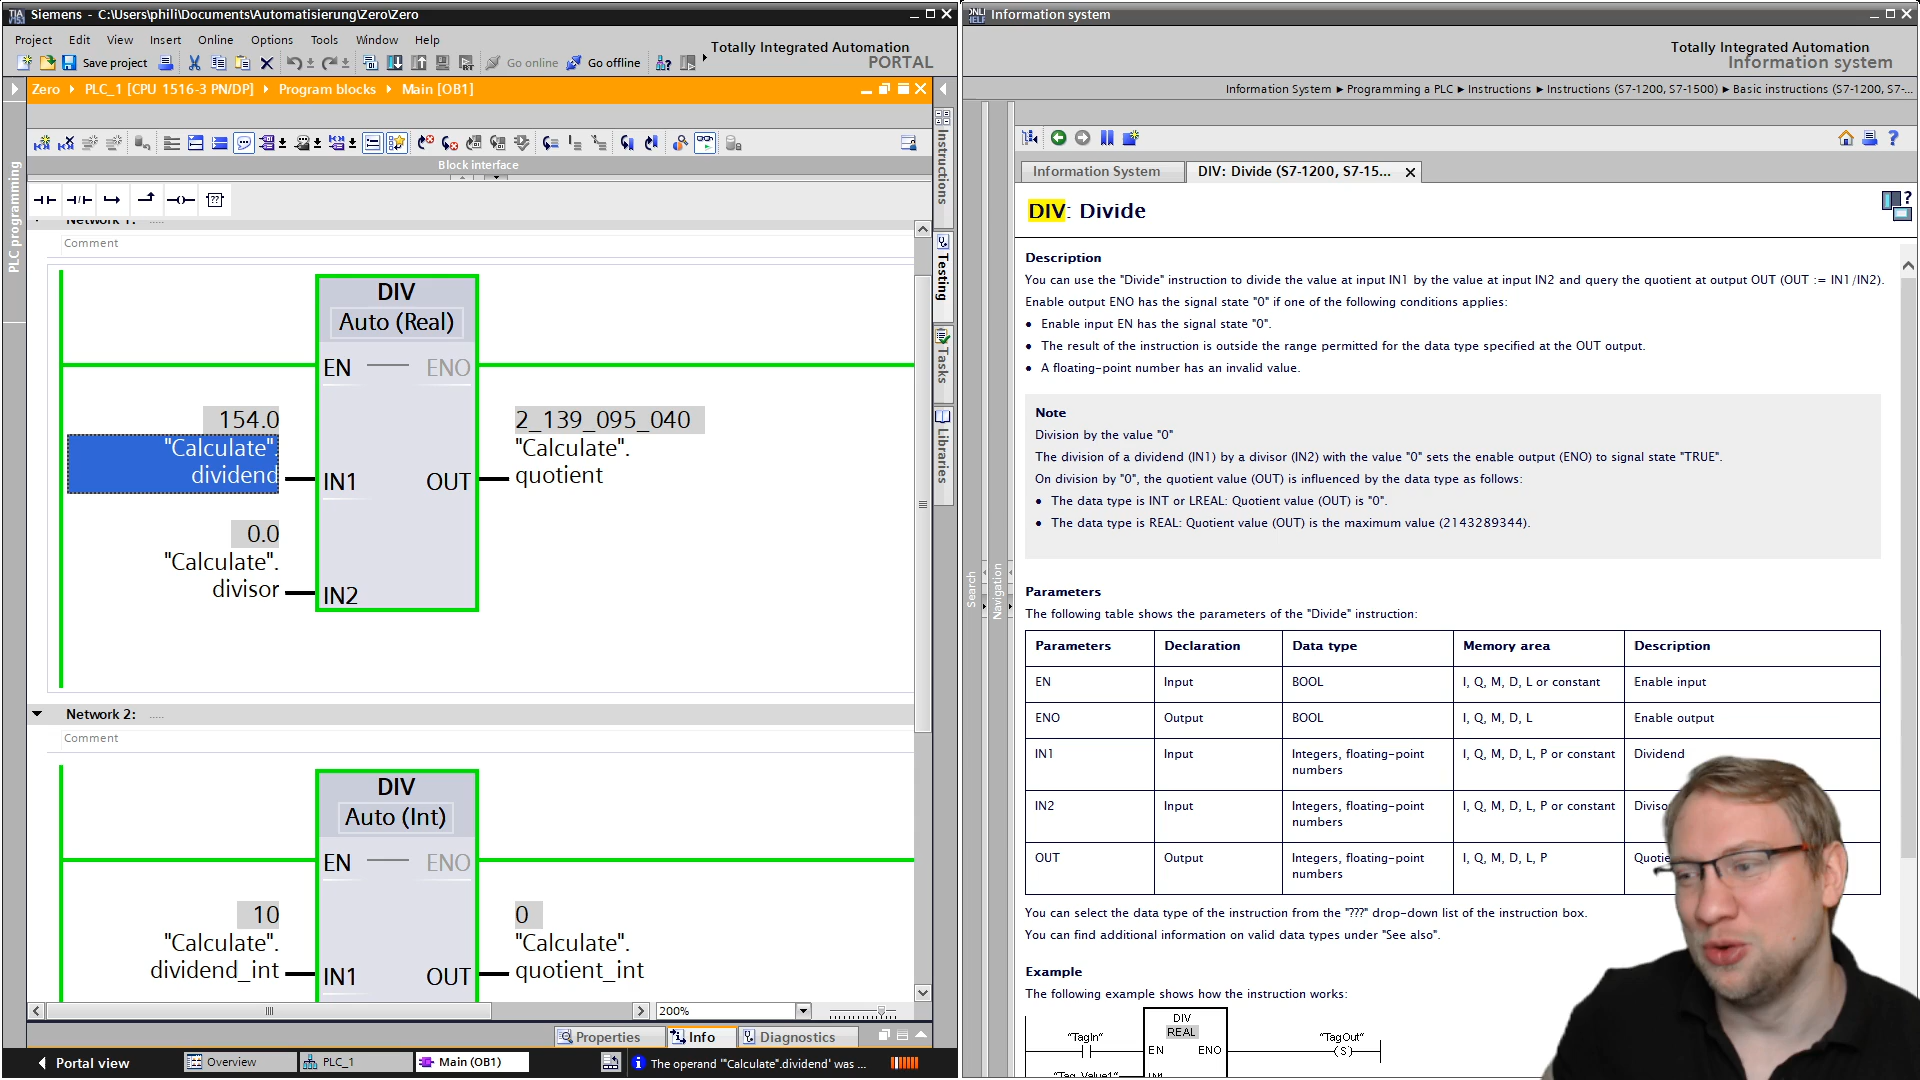 Siemens - C:\Users\phili\Documents\Automatisierung\Zero\Zero
Project Edit View Insert Online Options Tools Window Help
Totally Integrated Automation
PORTAL
Save project
Go online
Go offline
Zero
PLC_1 [CPU 1516-3 PN/DP]
Program blocks
Main [OB1]
Block interface
PLC programming
Comment
DIV
Auto (Real)
EN
ENO
154.0
"Calculate".
dividend
IN1
OUT
2_139_095_040
"Calculate".
quotient
0.0
"Calculate".
divisor
IN2
Network 2:
.....
Comment
DIV
Auto (Int)
EN
ENO
10
"Calculate".
dividend_int
IN1
OUT
0
"Calculate".
quotient_int
200%
Properties
Info
Diagnostics
Portal view
Overview
PLC_1
Main (OB1)
The operand '"Calculate".dividend' was ...
Instructions
Testing
Tasks
Libraries
Information system
Totally Integrated Automation
Information system
Information System ▸ Programming a PLC ▸ Instructions ▸ Instructions (S7-1200, S7-1500) ▸ Basic instructions (S7-1200, S7-...
Information System
DIV: Divide (S7-1200, S7-15...
Search
Navigation
DIV: Divide
Description
You can use the "Divide" instruction to divide the value at input IN1 by the value at input IN2 and query the quotient at output OUT (OUT := IN1/IN2).
Enable output ENO has the signal state "0" if one of the following conditions applies:
• Enable input EN has the signal state "0".
• The result of the instruction is outside the range permitted for the data type specified at the OUT output.
• A floating-point number has an invalid value.
Note
Division by the value "0"
The division of a dividend (IN1) by a divisor (IN2) with the value "0" sets the enable output (ENO) to signal state "TRUE".
On division by "0", the quotient value (OUT) is influenced by the data type as follows:
• The data type is INT or LREAL: Quotient value (OUT) is "0".
• The data type is REAL: Quotient value (OUT) is the maximum value (2143289344).
Parameters
The following table shows the parameters of the "Divide" instruction:
Parameters Declaration Data type Memory area Description
EN Input BOOL I, Q, M, D, L or constant Enable input
ENO Output BOOL I, Q, M, D, L Enable output
IN1 Input Integers, floating-point numbers I, Q, M, D, L, P or constant Dividend
IN2 Input Integers, floating-point numbers I, Q, M, D, L, P or constant
OUT Output Integers, floating-point numbers I, Q, M, D, L, P
You can select the data type of the instruction from the "???" drop-down list of the instruction box.
You can find additional information on valid data types under "See also".
Example
The following example shows how the instruction works:
DIV
REAL
"TagIn"
EN
ENO
"TagOut"
(S)